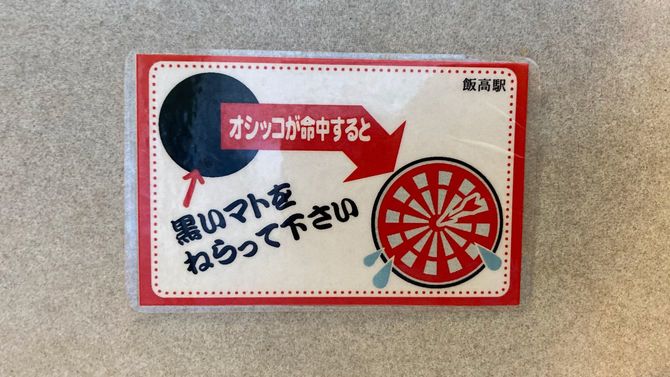 飯高駅
オシッコが命中すると
黒いマトを
ねらって下さい